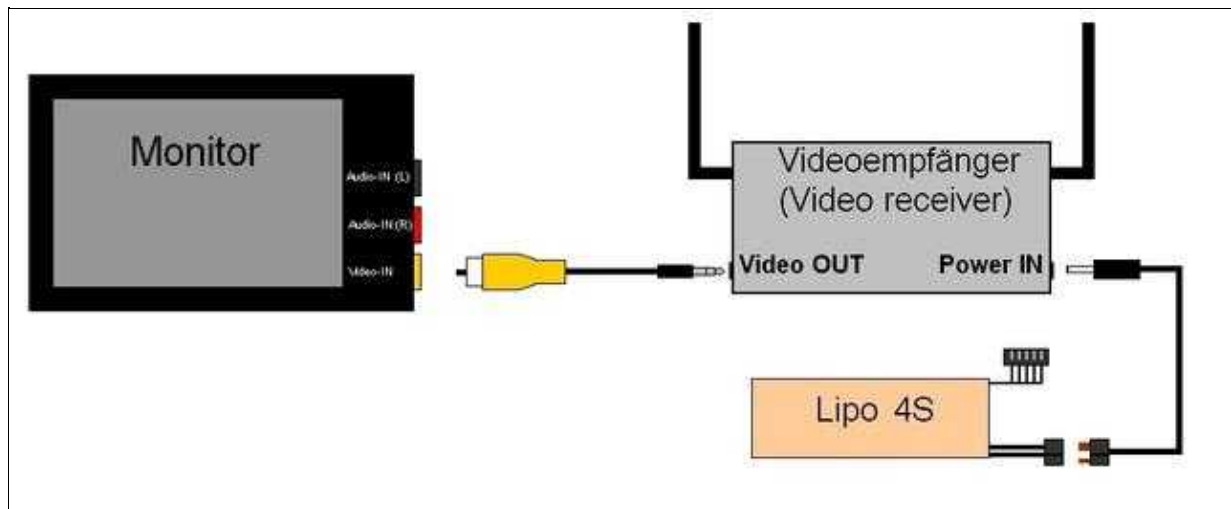 Monitor
Audio-IN (L)
Audio-IN (R)
Video-IN
Videoempfänger
(Video receiver)
Video OUT
Power IN
Lipo 4S